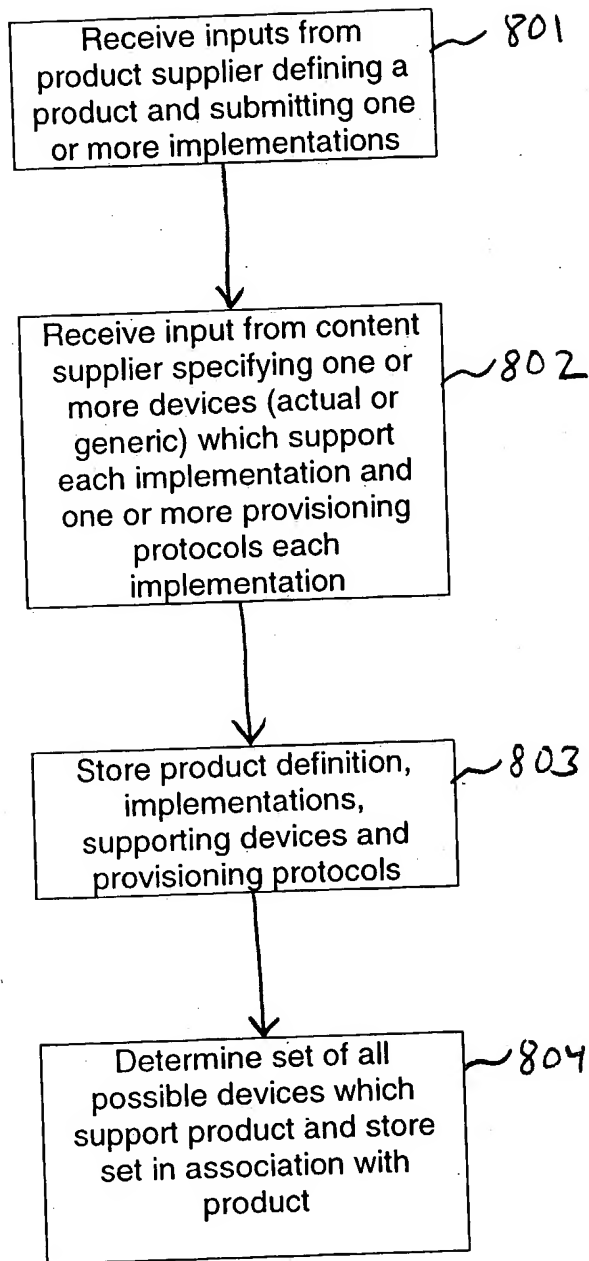 Receive inputs from
product supplier defining a
product and submitting one
or more implementations
801
Receive input from content
supplier specifying one or
more devices (actual or
generic) which support
each implementation and
one or more provisioning
protocols each
implementation
802
Store product definition,
implementations,
supporting devices and
provisioning protocols
803
Determine set of all
possible devices which
support product and store
set in association with
product
804